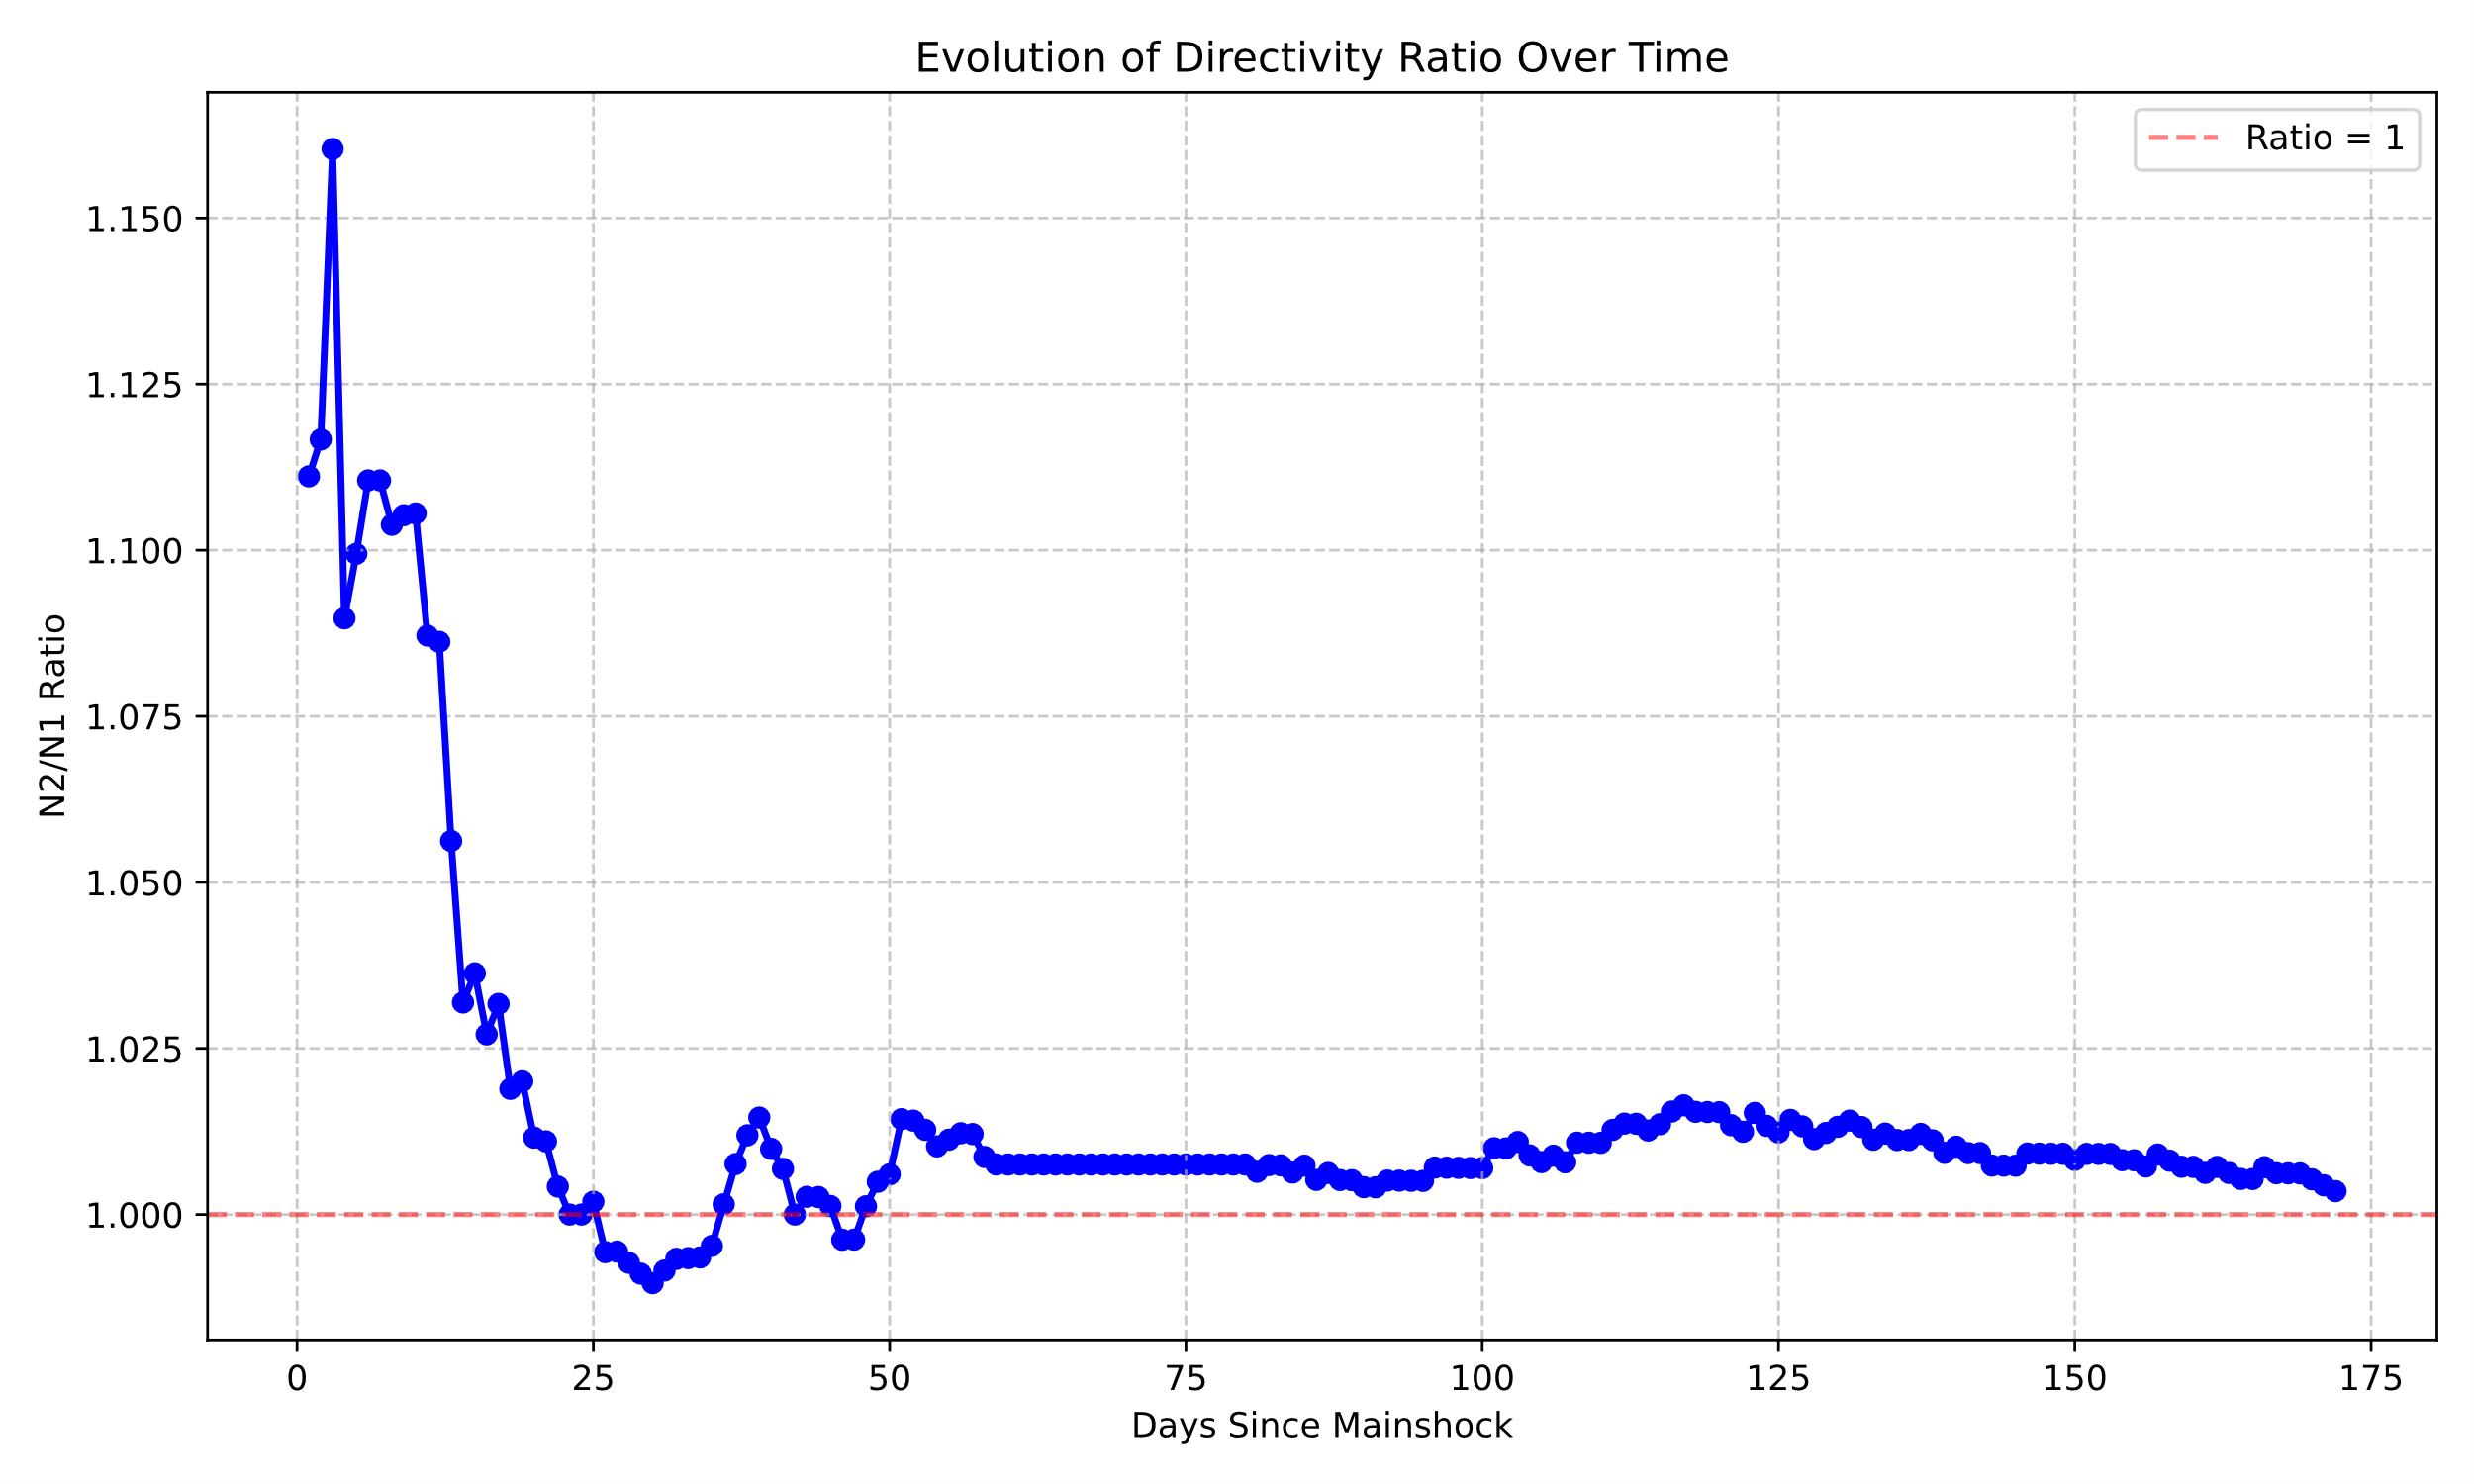 Evolution of Directivity Ratio Over Time
Ratio = 1
N2/N1 Ratio
1.150
1.125
1.100
1.075
1.050
1.025
1.000
0 25 50 75 100 125 150 175
Days Since Mainshock